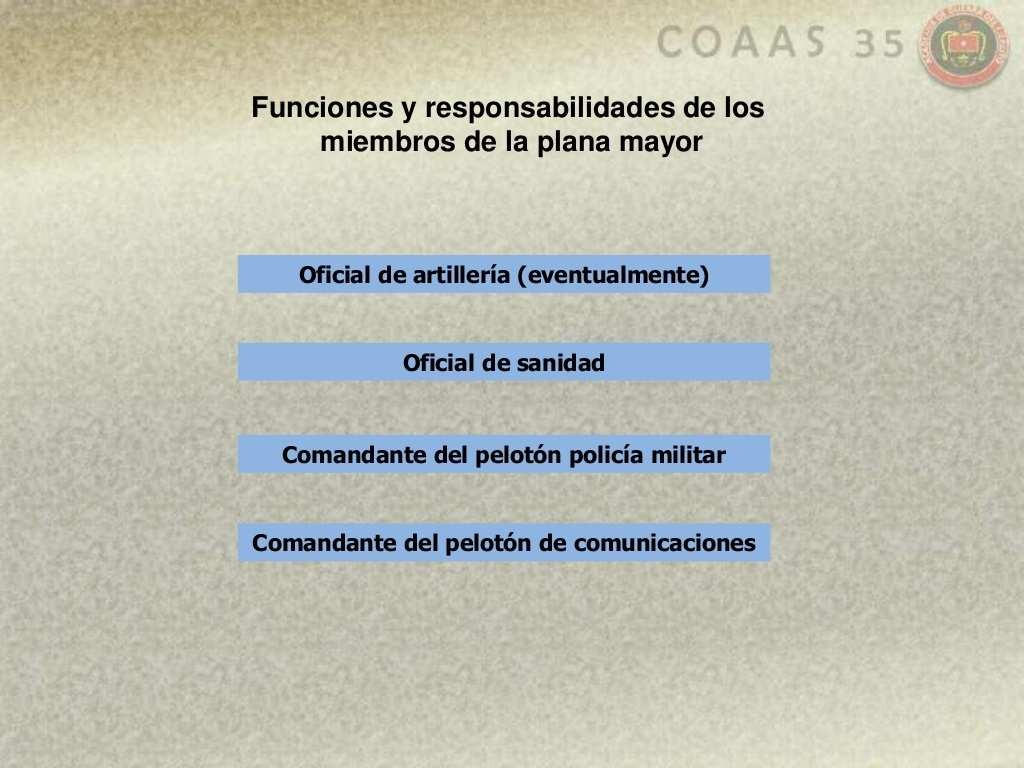 COAAS 35
Funciones y responsabilidades de los
miembros de la plana mayor
Oficial de artillería (eventualmente)
Oficial de sanidad
Comandante del pelotón policía militar
Comandante del pelotón de comunicaciones